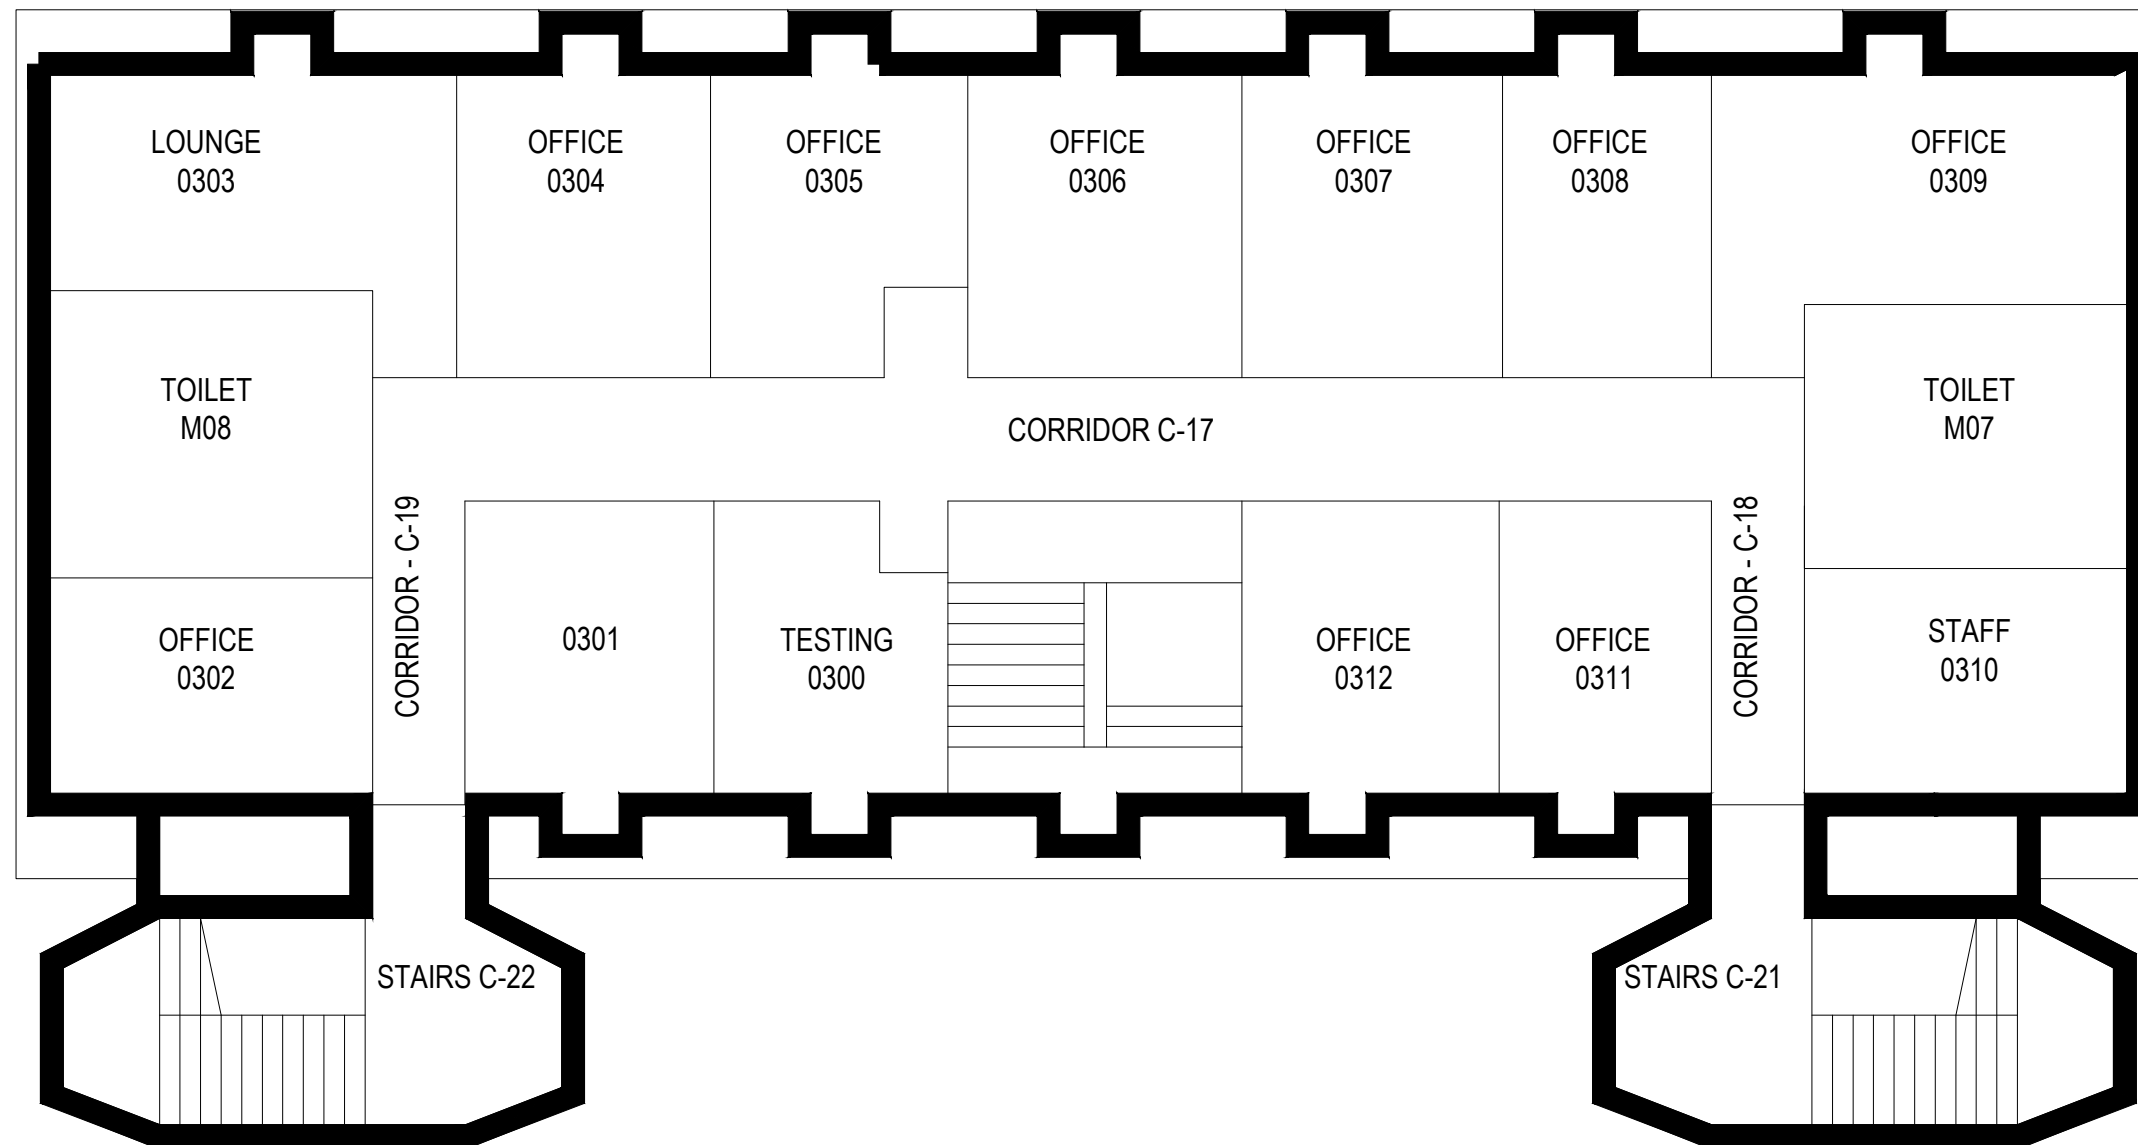 LOUNGE
0303
OFFICE
0304
OFFICE
0305
OFFICE
0306
OFFICE
0307
OFFICE
0308
OFFICE
0309
TOILET
M08
CORRIDOR C-17
TOILET
M07
CORRIDOR - C-19
CORRIDOR - C-18
OFFICE
0302
0301
TESTING
0300
OFFICE
0312
OFFICE
0311
STAFF
0310
STAIRS C-22
STAIRS C-21